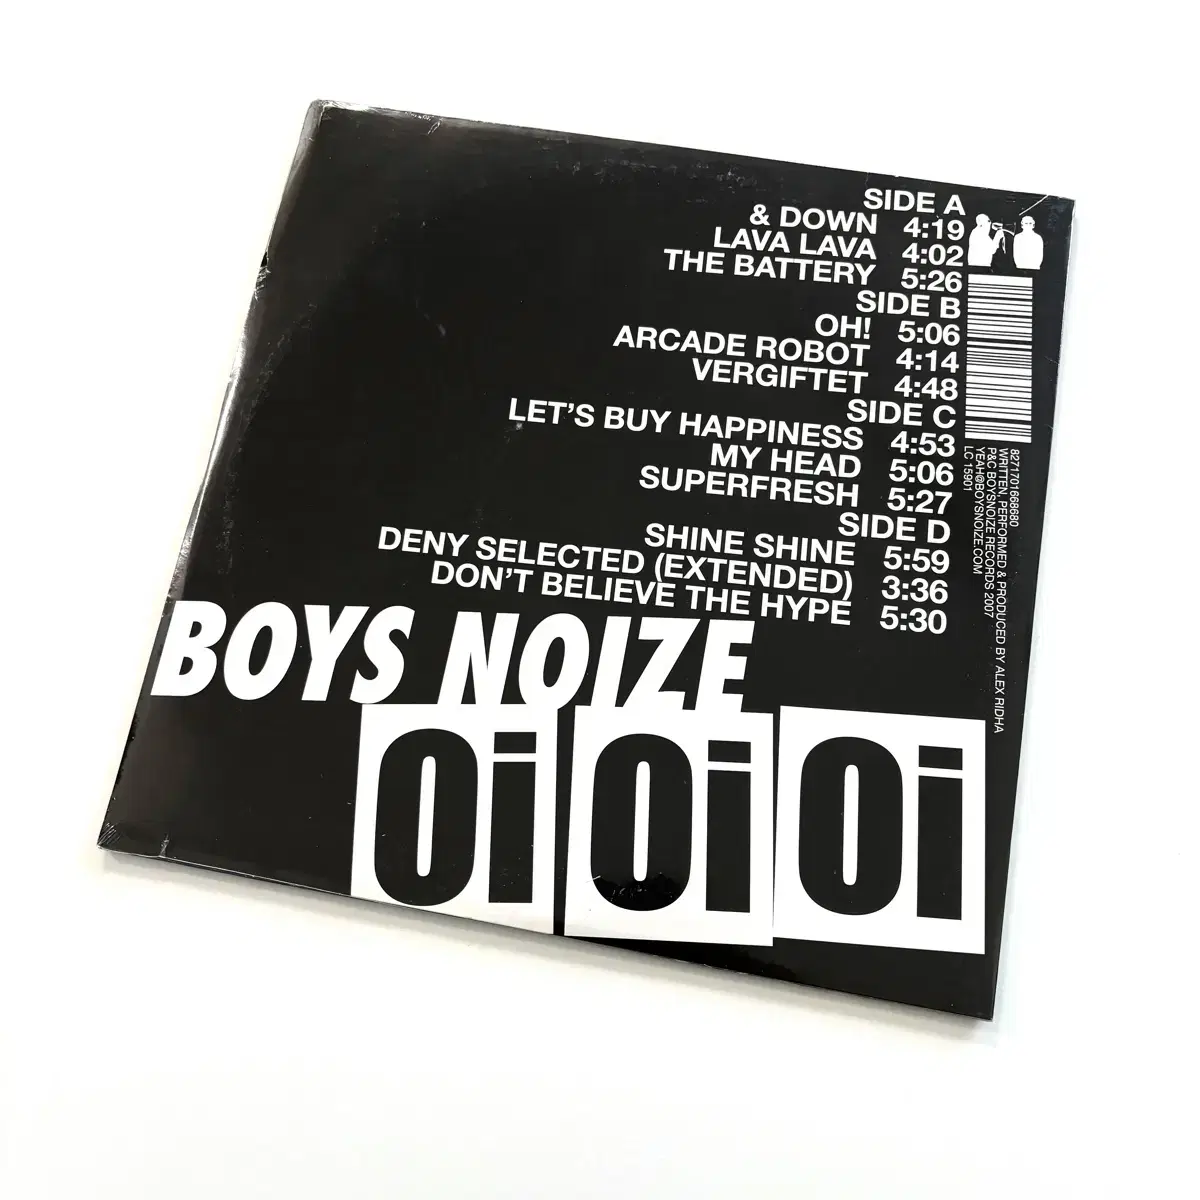 SIDE A
& DOWN 4:19
LAVA LAVA 4:02
THE BATTERY 5:26
SIDE B
OH! 5:06
ARCADE ROBOT 4:14
VERGIFTET 4:48
SIDE C
LET'S BUY HAPPINESS 4:53
MY HEAD 5:06
SUPERFRESH 5:27
SIDE D
SHINE SHINE 5:59
DENY SELECTED (EXTENDED) 3:36
DON'T BELIEVE THE HYPE 5:30
8271701668680
WRITTEN, PERFORMED & PRODUCED BY ALEX RIDHA
P&C BOYSNOIZE RECORDS 2007
YEAH@BOYSNOIZE.COM
LC 15901
BOYS NOIZE
Oi Oi Oi